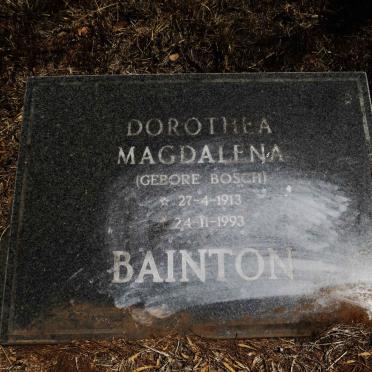 DOROTHEA
MAGDALENA
(GEBORE BOSCH)
☆ 27-4-1913
☆ 24-11-1993
BAINTON